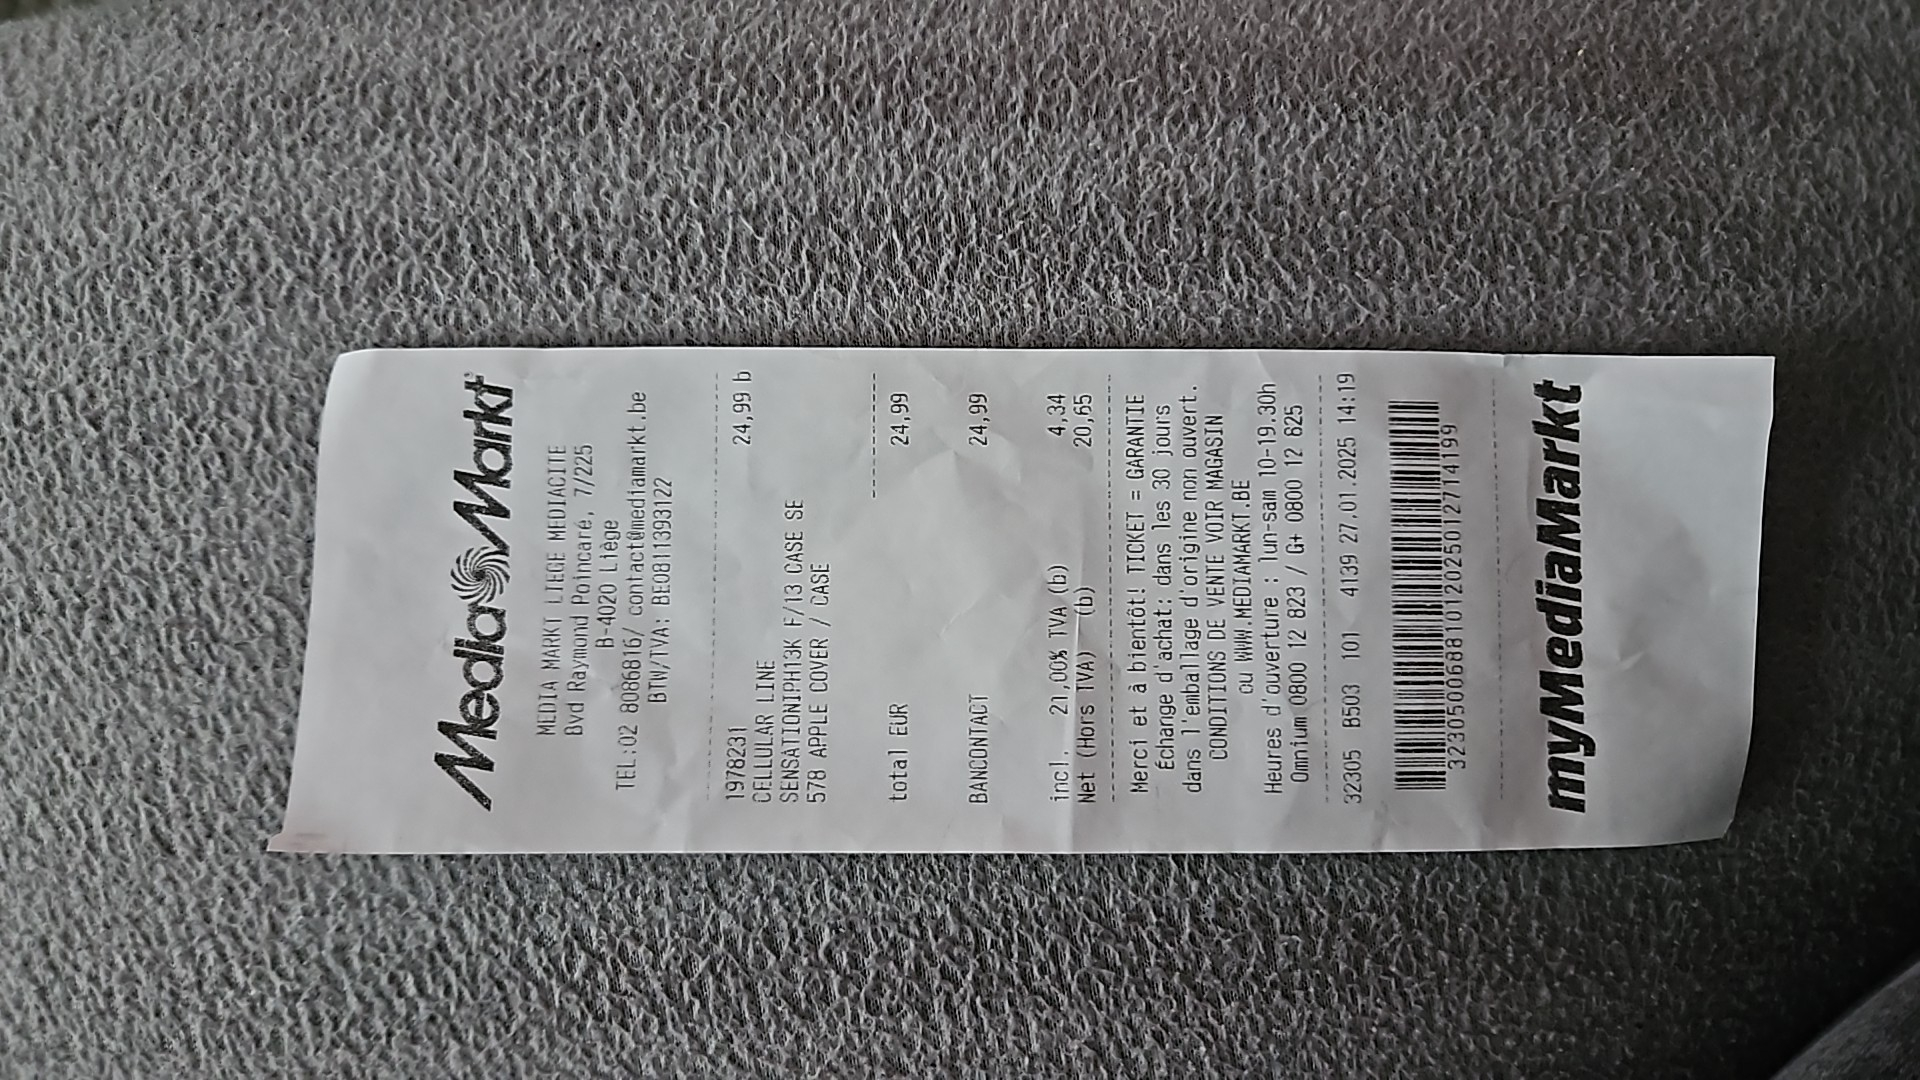 Media Markt
MEDIA MARKT LIEGE MEDIACITE
Bvd Raymond Poincaré, 7/225
B-4020 Liège
TEL:02 8086816/ contact@mediamarkt.be
BTW/TVA: BE0811393122
1978231 24,99 b
CELLULAR LINE
SENSATIONIPH13K F/13 CASE SE
578 APPLE COVER / CASE
total EUR 24,99
BANCONTACT 24,99
incl. 21,00% TVA (b) 4,34
Net (Hors TVA) (b) 20,65
Merci et à bientôt! TICKET = GARANTIE
Échange d'achat: dans les 30 jours
dans l'emballage d'origine non ouvert.
CONDITIONS DE VENTE VOIR MAGASIN
ou WWW.MEDIAMARKT.BE
Heures d'ouverture : lun-sam 10-19.30h
Omnium 0800 12 823 / G+ 0800 12 825
32305 B503 101 4139 27.01.2025 14:19
3230500688101202501271 4199
myMediaMarkt